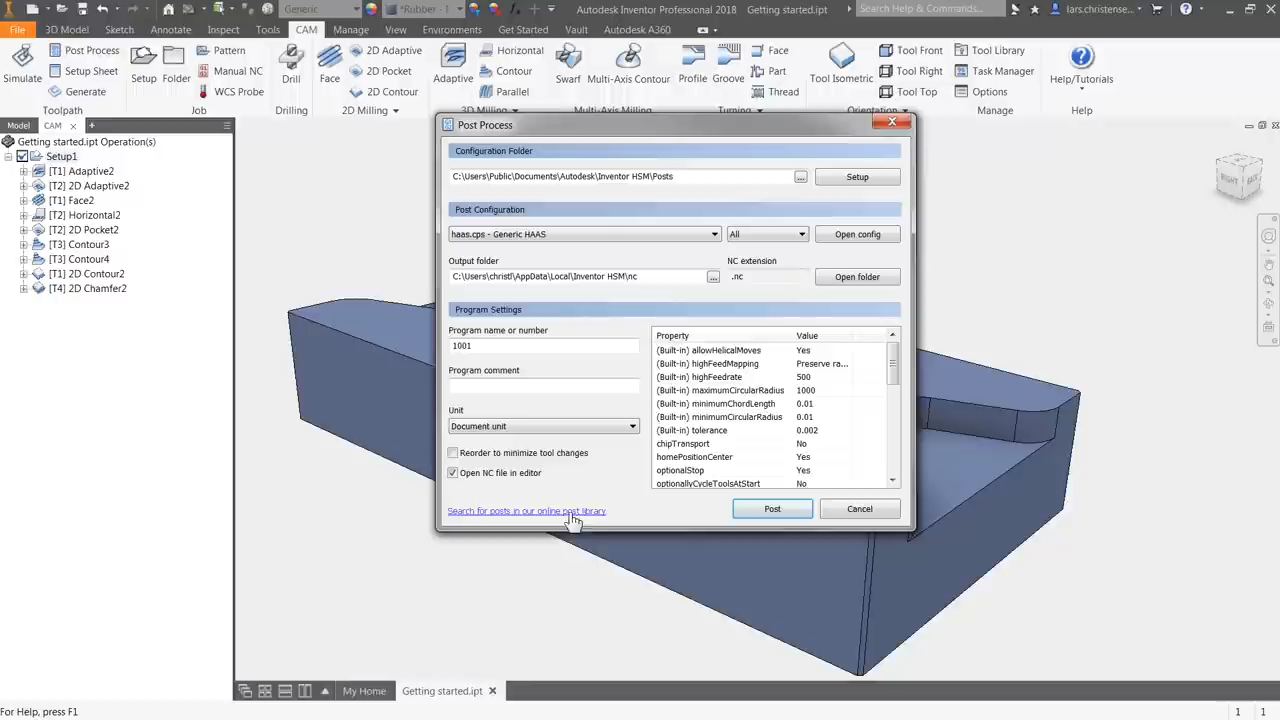 Generic
*Rubber - 1
Autodesk Inventor Professional 2018
Getting started.ipt
Search Help & Commands...
lars.christense...
File
3D Model
Sketch
Annotate
Inspect
Tools
CAM
Manage
View
Environments
Get Started
Vault
Autodesk A360
Simulate
Post Process
Setup Sheet
Generate
Toolpath
Setup
Folder
Pattern
Manual NC
WCS Probe
Job
Drill
Drilling
Face
2D Adaptive
2D Pocket
2D Contour
2D Milling
Adaptive
Horizontal
Contour
Parallel
3D Milling
Swarf
Multi-Axis Contour
Multi-Axis Milling
Profile
Groove
Face
Part
Thread
Turning
Tool Isometric
Tool Front
Tool Right
Tool Top
Orientation
Tool Library
Task Manager
Options
Manage
Help/Tutorials
Model
CAM
Getting started.ipt Operation(s)
Setup1
[T1] Adaptive2
[T2] 2D Adaptive2
[T1] Face2
[T2] Horizontal2
[T2] 2D Pocket2
[T3] Contour3
[T3] Contour4
[T1] 2D Contour2
[T4] 2D Chamfer2
Post Process
Configuration Folder
C:\Users\Public\Documents\Autodesk\Inventor HSM\Posts
...
Setup
Post Configuration
haas.cps - Generic HAAS
All
Open config
Output folder
NC extension
C:\Users\christl\AppData\Local\Inventor HSM\nc
...
.nc
Open folder
Program Settings
Program name or number
1001
Program comment
Unit
Document unit
Reorder to minimize tool changes
Open NC file in editor
Property Value
(Built-in) allowHelicalMoves Yes
(Built-in) highFeedMapping Preserve ra...
(Built-in) highFeedrate 500
(Built-in) maximumCircularRadius 1000
(Built-in) minimumChordLength 0.01
(Built-in) minimumCircularRadius 0.01
(Built-in) tolerance 0.002
chipTransport No
homePositionCenter Yes
optionalStop Yes
optionallyCycleToolsAtStart No
Search for posts in our online post library
Post
Cancel
RIGHT
BACK
My Home
Getting started.ipt
For Help, press F1
1
1